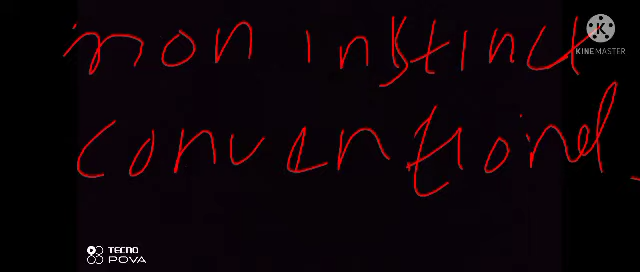 non instinct
KINEMASTER
conventional
TECNO
POVA